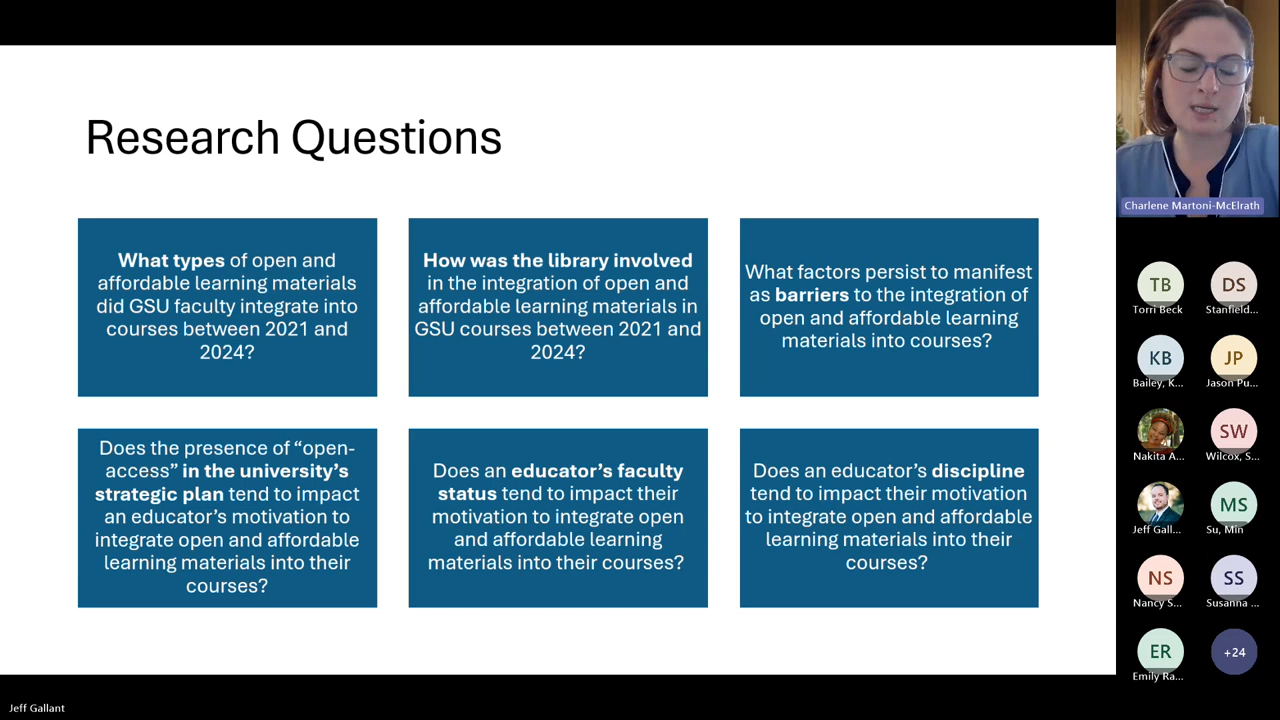 Research Questions
What types of open and
affordable learning materials
did GSU faculty integrate into
courses between 2021 and
2024?
How was the library involved
in the integration of open and
affordable learning materials in
GSU courses between 2021 and
2024?
What factors persist to manifest
as barriers to the integration of
open and affordable learning
materials into courses?
Does the presence of “open-
access” in the university’s
strategic plan tend to impact
an educator’s motivation to
integrate open and affordable
learning materials into their
courses?
Does an educator’s faculty
status tend to impact their
motivation to integrate open
and affordable learning
materials into their courses?
Does an educator’s discipline
tend to impact their motivation
to integrate open and affordable
learning materials into their
courses?
Charlene Martoni-McElrath
TB
Torri Beck
DS
Stanfield...
KB
Bailey, K...
JP
Jason Pu...
Nakita A...
SW
Wilcox, S...
Jeff Gall...
MS
Su, Min
NS
Nancy S...
SS
Susanna ...
ER
Emily Ra...
+24
Jeff Gallant